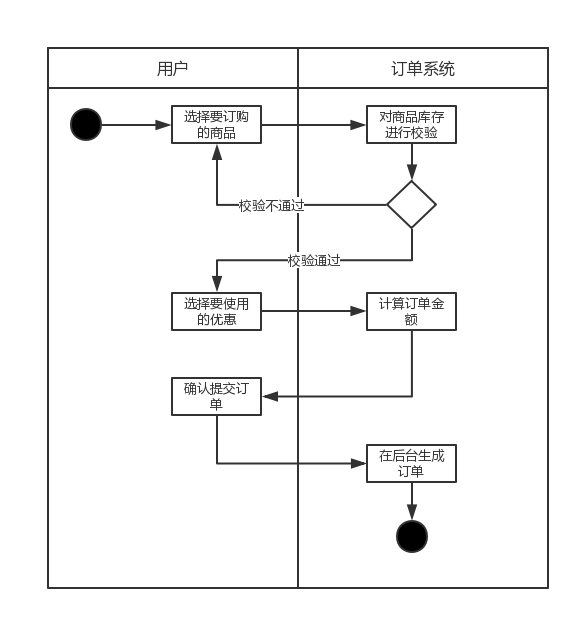 用户
订单系统
选择要订购
的商品
对商品库存
进行校验
校验不通过
校验通过
选择要使用
的优惠
计算订单金
额
确认提交订
单
在后台生成
订单